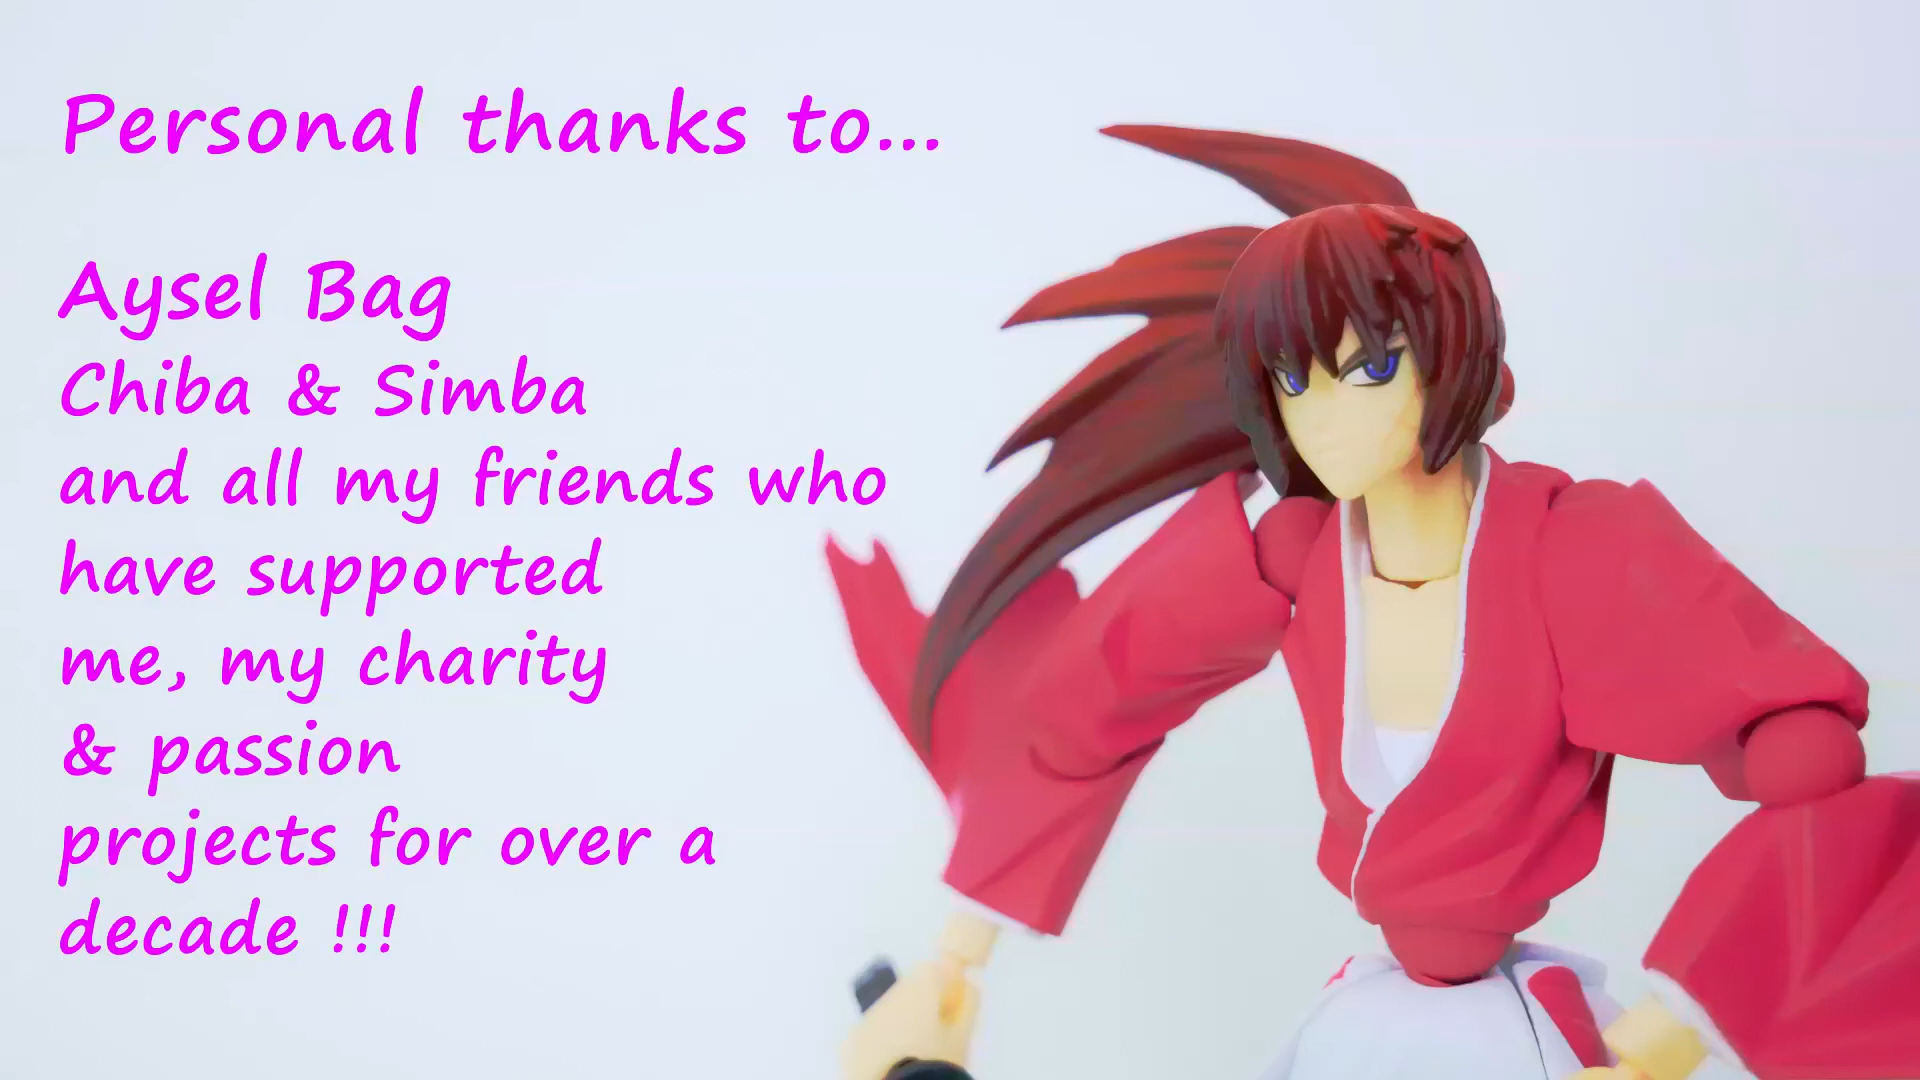 Personal thanks to...
Aysel Bag
Chiba & Simba
and all my friends who
have supported
me, my charity
& passion
projects for over a
decade !!!